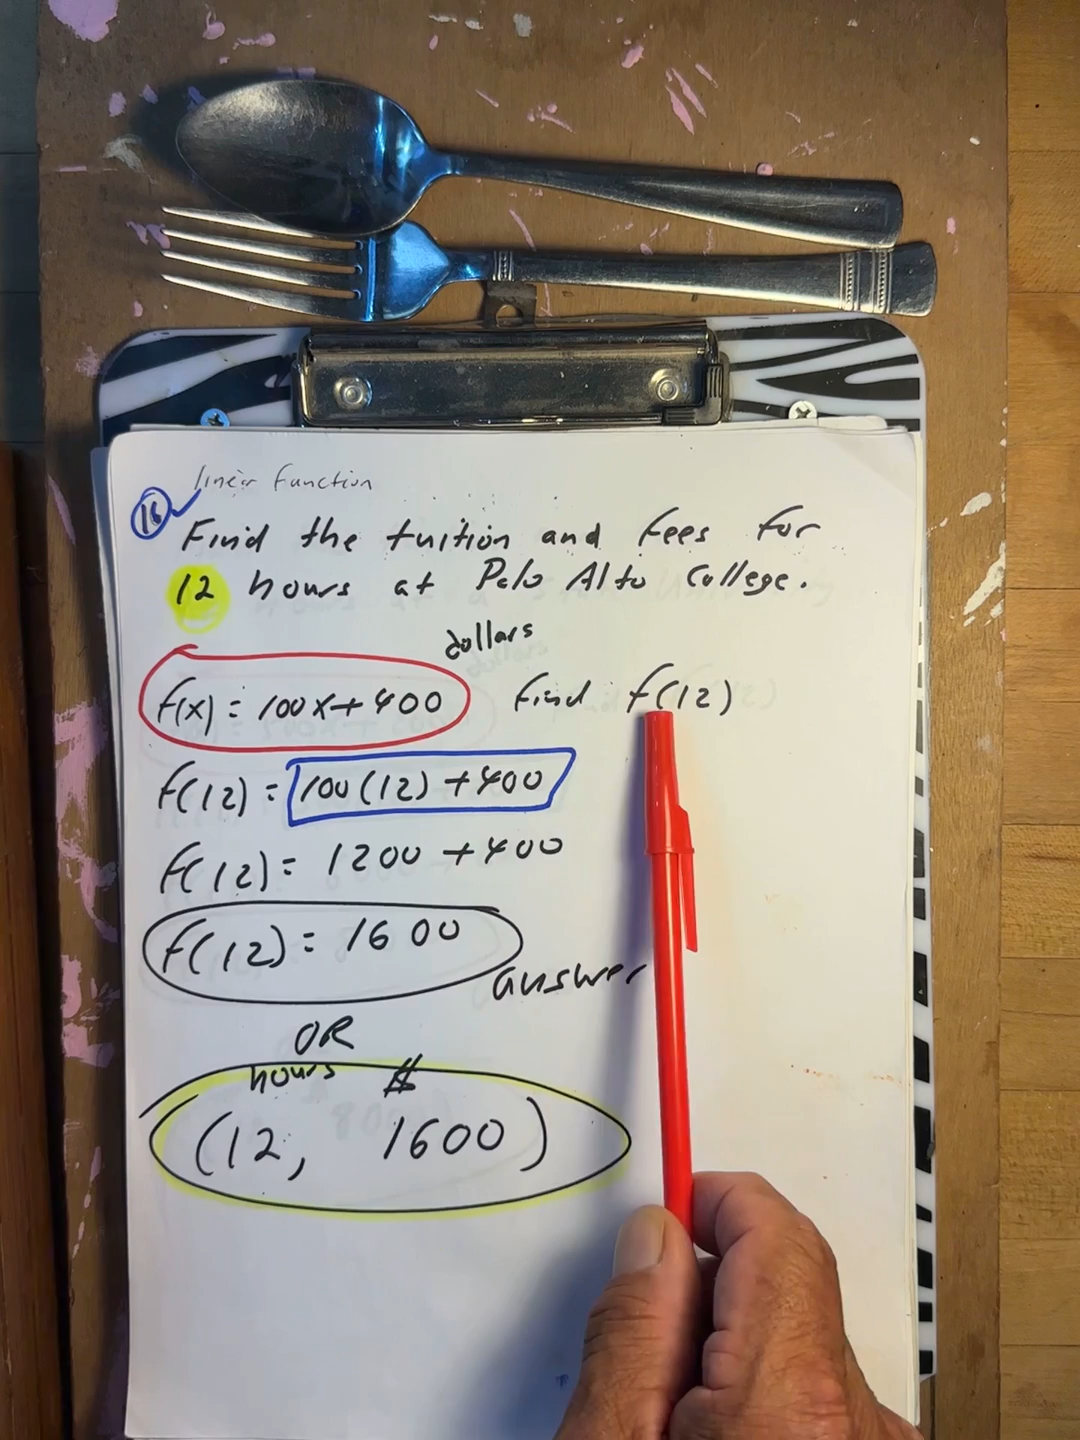 linear Function
16
Find the tuition and fees for
12 hours at Palo Alto College.
dollars
f(x) = 100x + 400 find f(12)
f(12) = 100(12) + 400
f(12) = 1200 + 400
f(12) = 1600
answer
OR
hours $
(12, 1600)